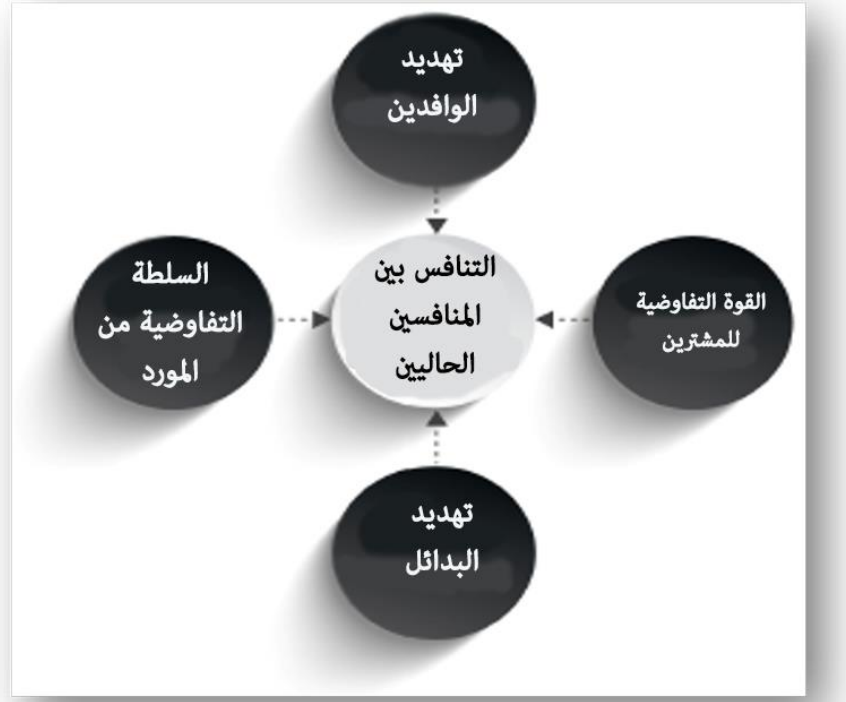 تهديد
الوافدين
القوة التفاوضية
للمشترين
التنافس بين
المنافسين
الحاليين
السلطة
التفاوضية من
المورد
تهديد
البدائل